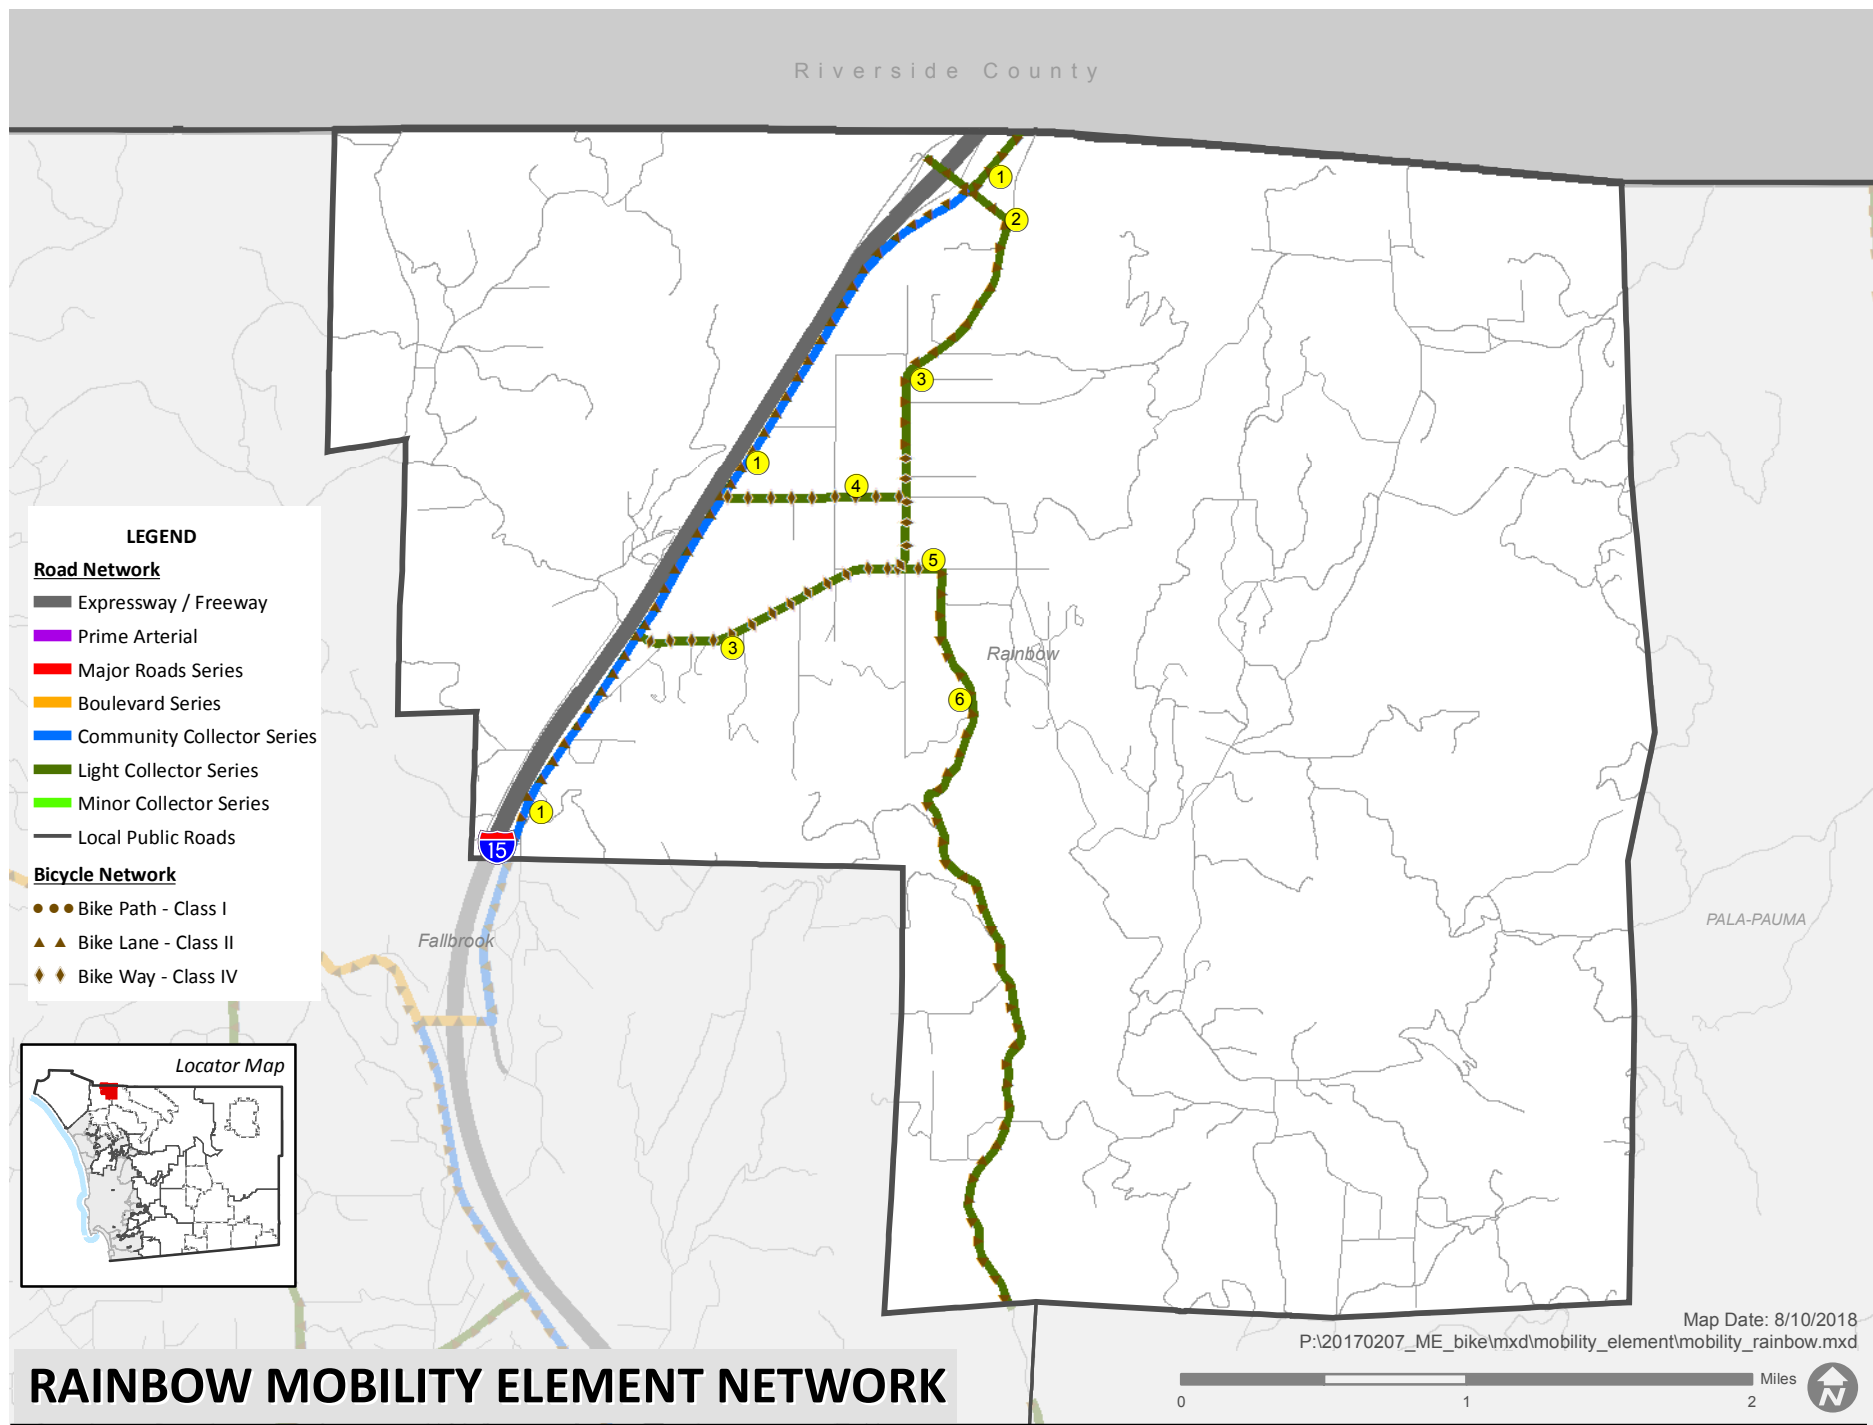 Riverside County
1
2
3
1
4
5
3
Rainbow
6
1
15
Fallbrook
PALA-PAUMA
LEGEND
Road Network
Expressway / Freeway
Prime Arterial
Major Roads Series
Boulevard Series
Community Collector Series
Light Collector Series
Minor Collector Series
Local Public Roads
Bicycle Network
Bike Path - Class I
Bike Lane - Class II
Bike Way - Class IV
Locator Map
Map Date: 8/10/2018
P:\20170207_ME_bike\mxd\mobility_element\mobility_rainbow.mxd
RAINBOW MOBILITY ELEMENT NETWORK
Miles
0 1 2
N